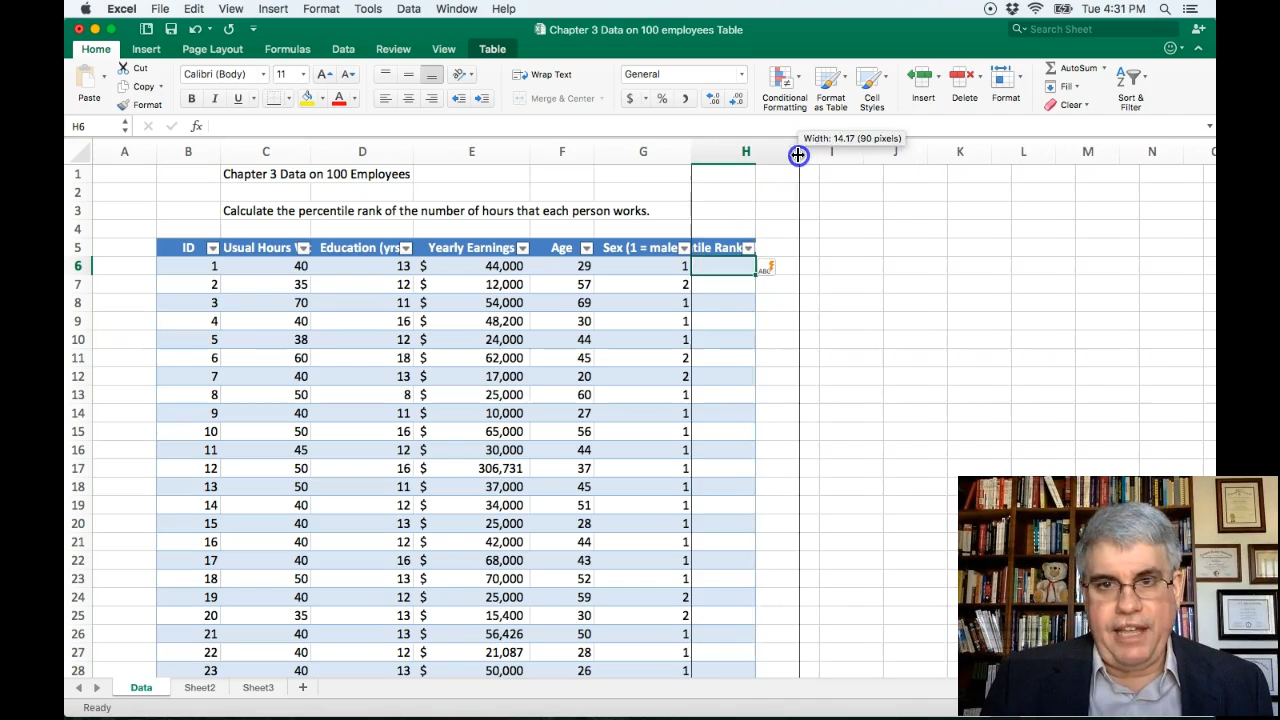 Excel File Edit View Insert Format Tools Data Window Help Tue 4:31 PM
Chapter 3 Data on 100 employees Table Search Sheet
Home Insert Page Layout Formulas Data Review View Table
Paste Cut Copy Format
Calibri (Body) 11 A A B I U A
abc Wrap Text Merge & Center
General $ % )
Conditional Formatting Format as Table Cell Styles Insert Delete Format
AutoSum Fill Clear Sort & Filter
H6 fx
Width: 14.17 (90 pixels)
A B C D E F G H I J K L M N
1 Chapter 3 Data on 100 Employees
2
3 Calculate the percentile rank of the number of hours that each person works.
4
5 ID Usual Hours Education (yrs Yearly Earnings Age Sex (1 = male tile Rank
6 1 40 13 $ 44,000 29 1
7 2 35 12 $ 12,000 57 2
8 3 70 11 $ 54,000 69 1
9 4 40 16 $ 48,200 30 1
10 5 38 12 $ 24,000 44 1
11 6 60 18 $ 62,000 45 2
12 7 40 13 $ 17,000 20 2
13 8 50 8 $ 25,000 60 1
14 9 40 11 $ 10,000 27 1
15 10 50 16 $ 65,000 56 1
16 11 45 12 $ 30,000 44 1
17 12 50 16 $ 306,731 37 1
18 13 50 11 $ 37,000 45 1
19 14 40 12 $ 34,000 51 1
20 15 40 13 $ 25,000 28 1
21 16 40 12 $ 42,000 44 1
22 17 40 16 $ 68,000 43 1
23 18 50 13 $ 70,000 52 1
24 19 40 12 $ 25,000 59 2
25 20 35 13 $ 15,400 30 2
26 21 40 13 $ 56,426 50 1
27 22 40 12 $ 21,087 28 1
28 23 40 13 $ 50,000 26 1
Data Sheet2 Sheet3 +
Ready